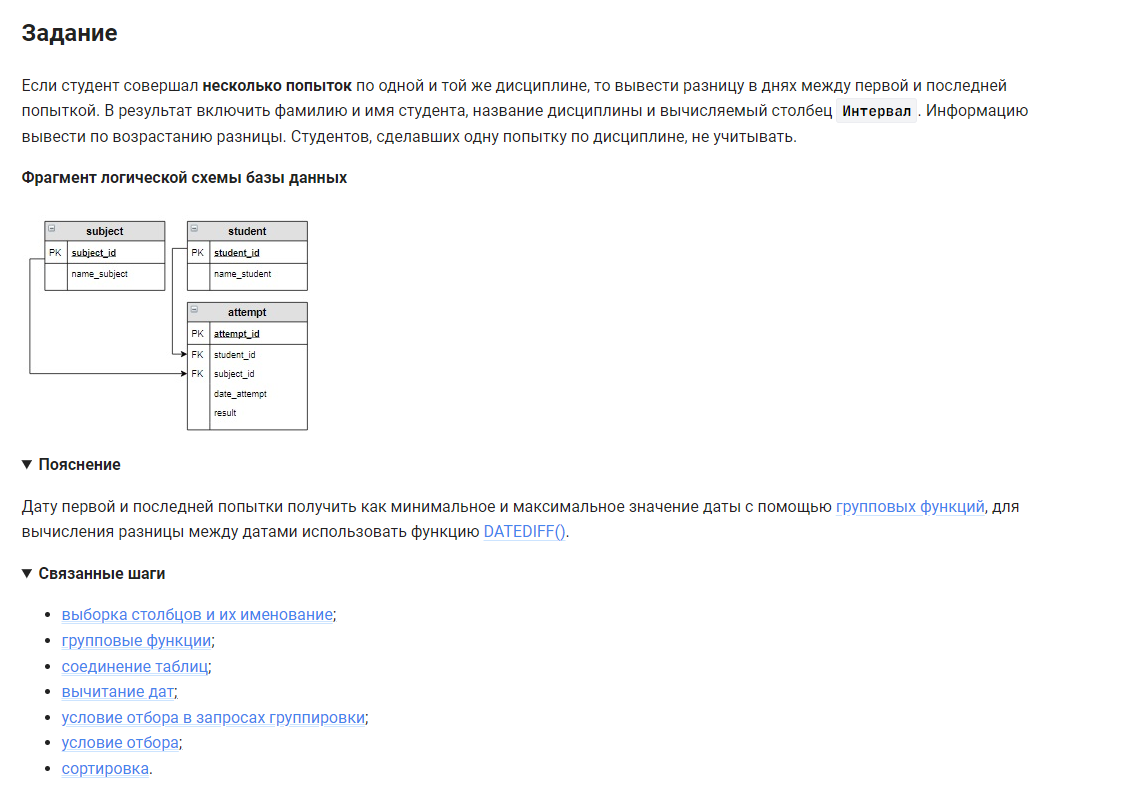 Задание
Если студент совершал несколько попыток по одной и той же дисциплине, то вывести разницу в днях между первой и последней
попыткой. В результат включить фамилию и имя студента, название дисциплины и вычисляемый столбец Интервал. Информацию
вывести по возрастанию разницы. Студентов, сделавших одну попытку по дисциплине, не учитывать.
Фрагмент логической схемы базы данных
subject
PK subject_id
name_subject
student
PK student_id
name_student
attempt
PK attempt_id
FK student_id
FK subject_id
date_attempt
result
Пояснение
Дату первой и последней попытки получить как минимальное и максимальное значение даты с помощью групповых функций, для
вычисления разницы между датами использовать функцию DATEDIFF().
Связанные шаги
выборка столбцов и их именование;
групповые функции;
соединение таблиц;
вычитание дат;
условие отбора в запросах группировки;
условие отбора;
сортировка.